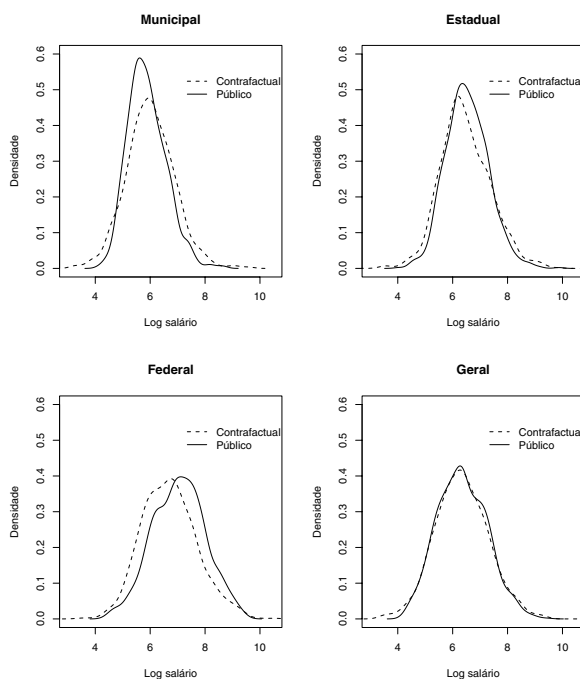 Municipal
Contrafactual
Público
Densidade
0.0 0.1 0.2 0.3 0.4 0.5 0.6
4 6 8 10
Log salário
Estadual
Contrafactual
Público
Densidade
0.0 0.1 0.2 0.3 0.4 0.5 0.6
4 6 8 10
Log salário
Federal
Contrafactual
Público
Densidade
0.0 0.1 0.2 0.3 0.4 0.5 0.6
4 6 8 10
Log salário
Geral
Contrafactual
Público
Densidade
0.0 0.1 0.2 0.3 0.4 0.5 0.6
4 6 8 10
Log salário